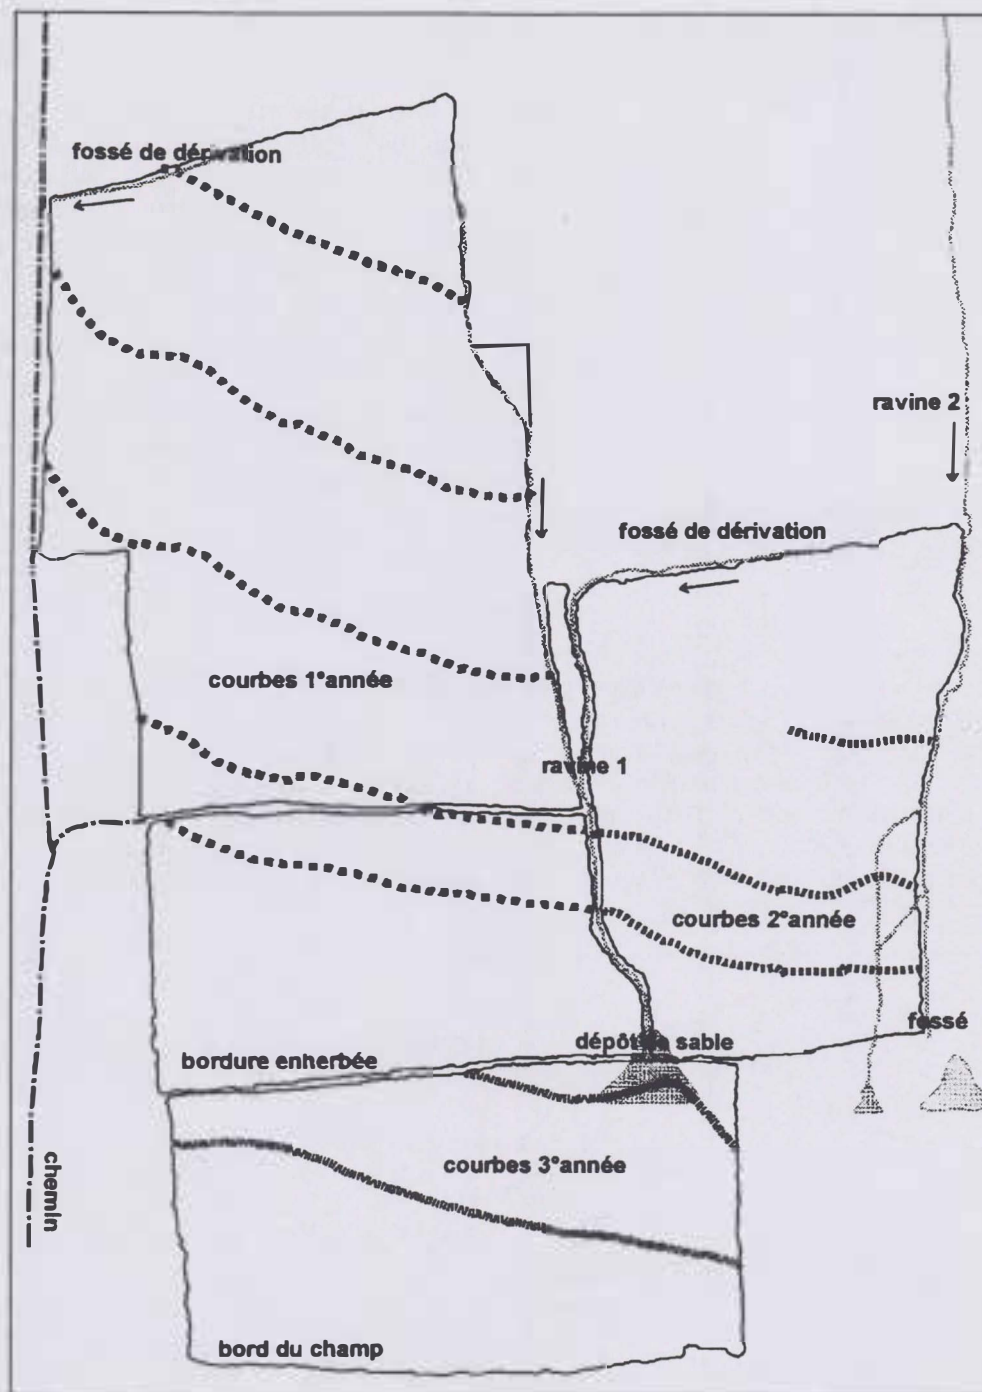 fossé de dérivation
ravine 2
fossé de dérivation
courbes 1°année
ravine 1
courbes 2°année
fossé
dépôt de sable
bordure enherbée
courbes 3°année
chemin
bord du champ